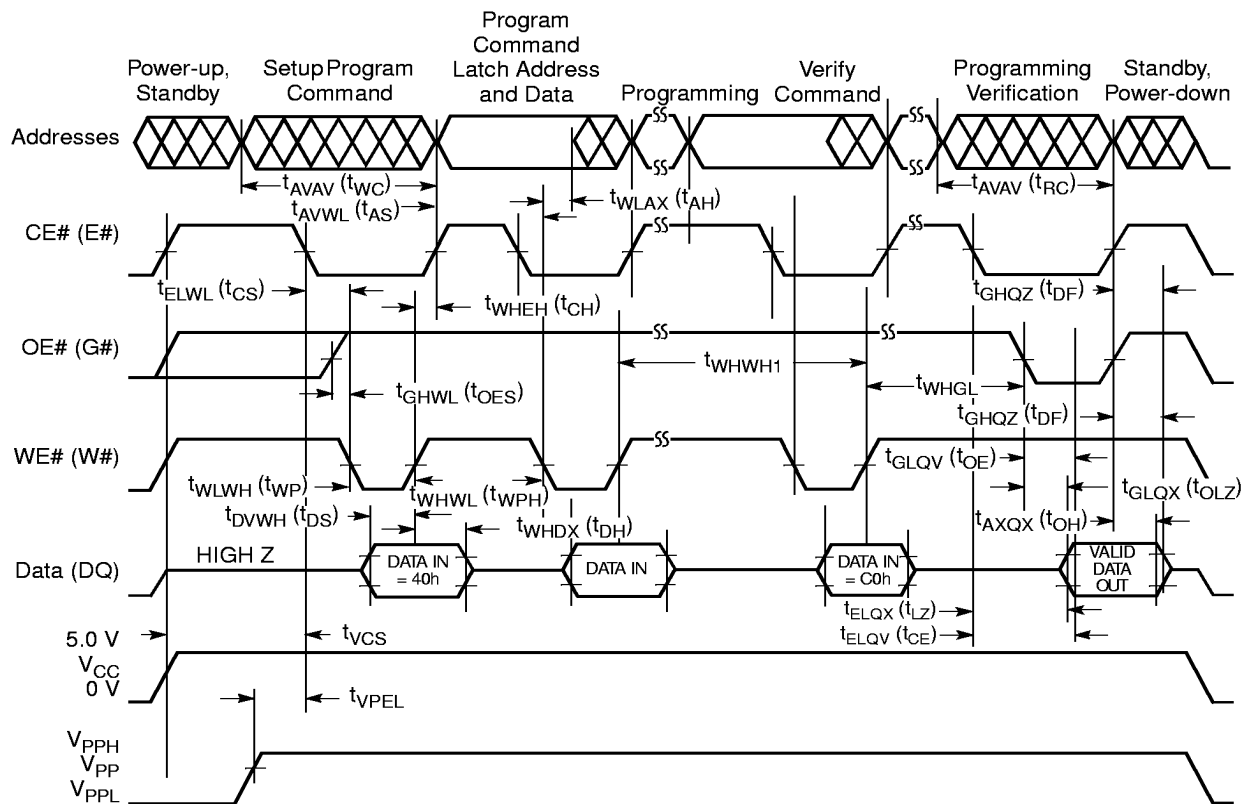 Power-up,
Standby
Setup Program
Command
Program
Command
Latch Address
and Data
Programming
Verify
Command
Programming
Verification
Standby,
Power-down
Addresses
tAVAV (tWC)
tAVWL (tAS)
tWLAX (tAH)
tAVAV (tRC)
CE# (E#)
tELWL (tCS)
tWHEH (tCH)
tGHQZ (tDF)
OE# (G#)
tWHWH1
tWHGL
tGHWL (tOES)
tGHQZ (tDF)
WE# (W#)
tGLQV (tOE)
tWLWH (tWP)
tWHWL (tWPH)
tGLQX (tOLZ)
tDVWH (tDS)
tWHDX (tDH)
tAXQX (tOH)
Data (DQ)
HIGH Z
DATA IN
= 40h
DATA IN
DATA IN
= C0h
VALID
DATA
OUT
tELQX (tLZ)
tELQV (tCE)
5.0 V
VCC
0 V
tVCS
tVPEL
VPPH
VPP
VPPL